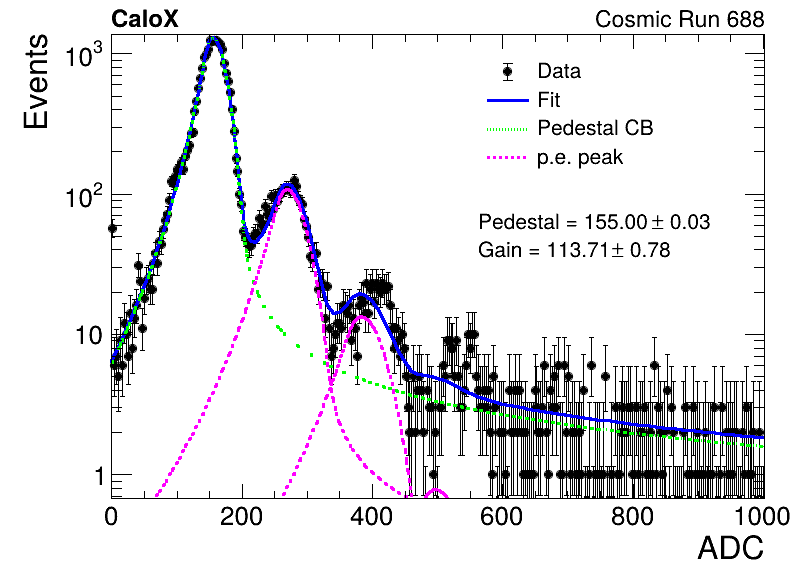 CaloX
Cosmic Run 688
Events
10³
10²
10
1
Data
Fit
Pedestal CB
p.e. peak
Pedestal = 155.00 ± 0.03
Gain = 113.71 ± 0.78
0 200 400 600 800 1000
ADC